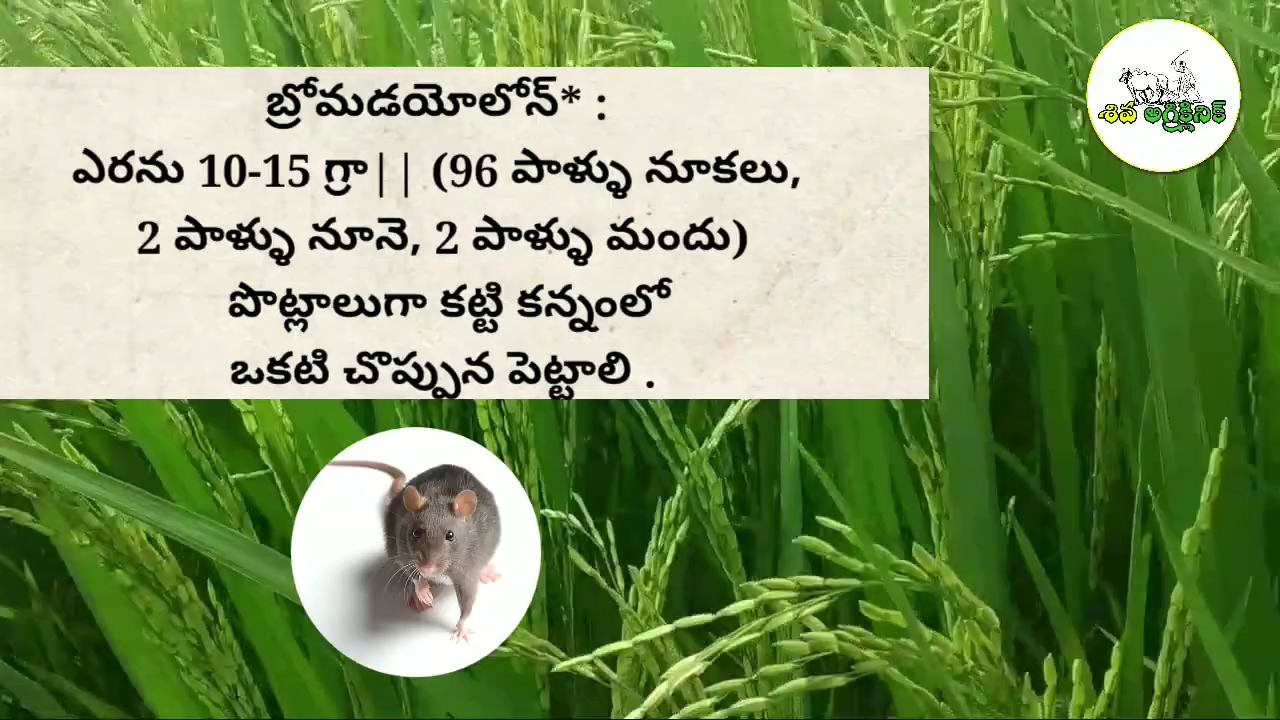 బ్రోమడయోలోన్* :
ఎరను 10-15 గ్రా|| (96 పాళ్ళు నూకలు,
2 పాళ్ళు నూనె, 2 పాళ్ళు మందు)
పొట్లాలుగా కట్టి కన్నంలో
ఒకటి చొప్పున పెట్టాలి .
శివ అగ్రిక్లినిక్